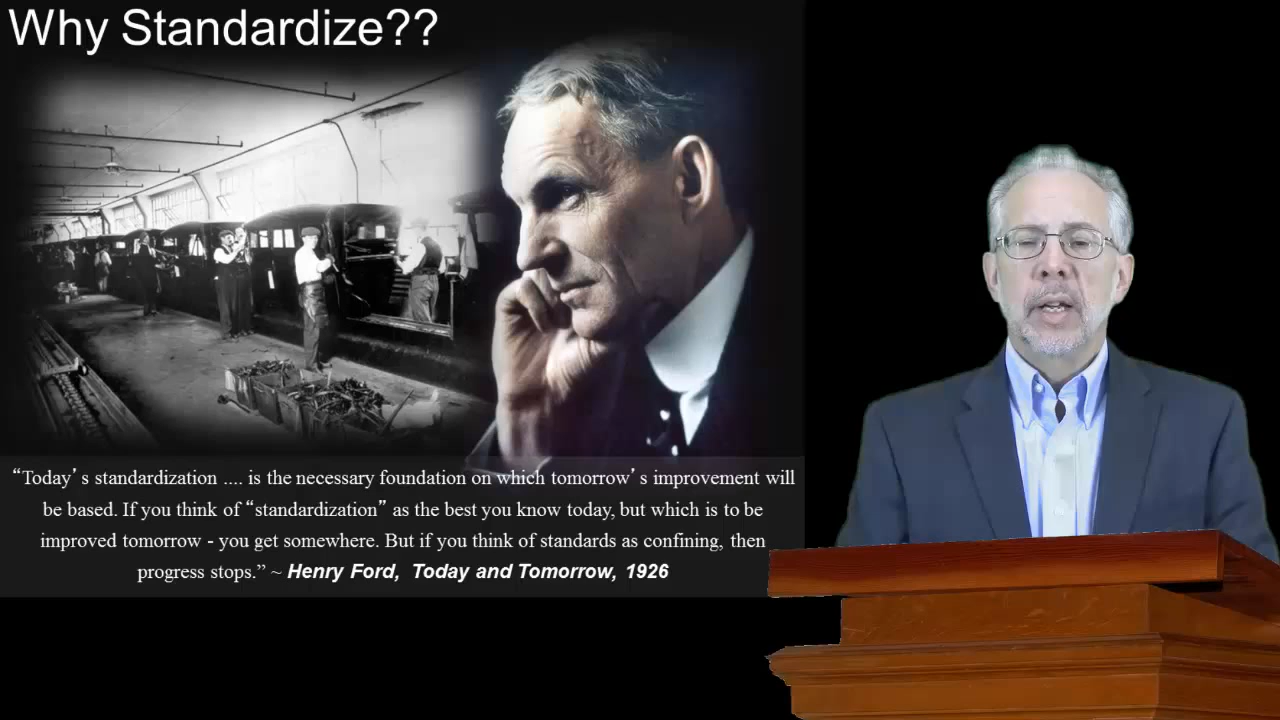 Why Standardize??
“Today’s standardization .... is the necessary foundation on which tomorrow’s improvement will
be based. If you think of “standardization” as the best you know today, but which is to be
improved tomorrow - you get somewhere. But if you think of standards as confining, then
progress stops.” ~ Henry Ford, Today and Tomorrow, 1926